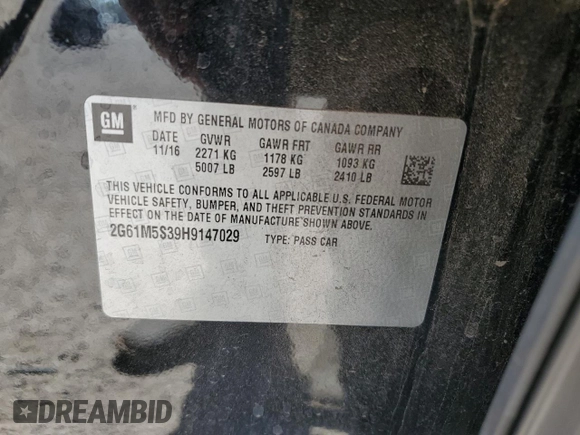 GM
MFD BY GENERAL MOTORS OF CANADA COMPANY
DATE GVWR GAWR FRT GAWR RR
11/16 2271 KG 1178 KG 1093 KG
5007 LB 2597 LB 2410 LB
THIS VEHICLE CONFORMS TO ALL APPLICABLE U.S. FEDERAL MOTOR
VEHICLE SAFETY, BUMPER, AND THEFT PREVENTION STANDARDS
IN EFFECT ON THE DATE OF MANUFACTURE SHOWN ABOVE.
2G61M5S39H9147029 TYPE: PASS CAR
DREAMBID